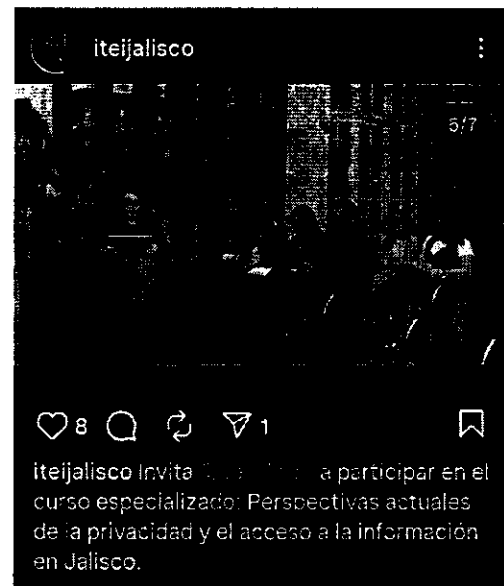 iteijalisco
5/7
8 1
iteijalisco Invita a participar en el
curso especializado: Perspectivas actuales
de la privacidad y el acceso a la información
en Jalisco.